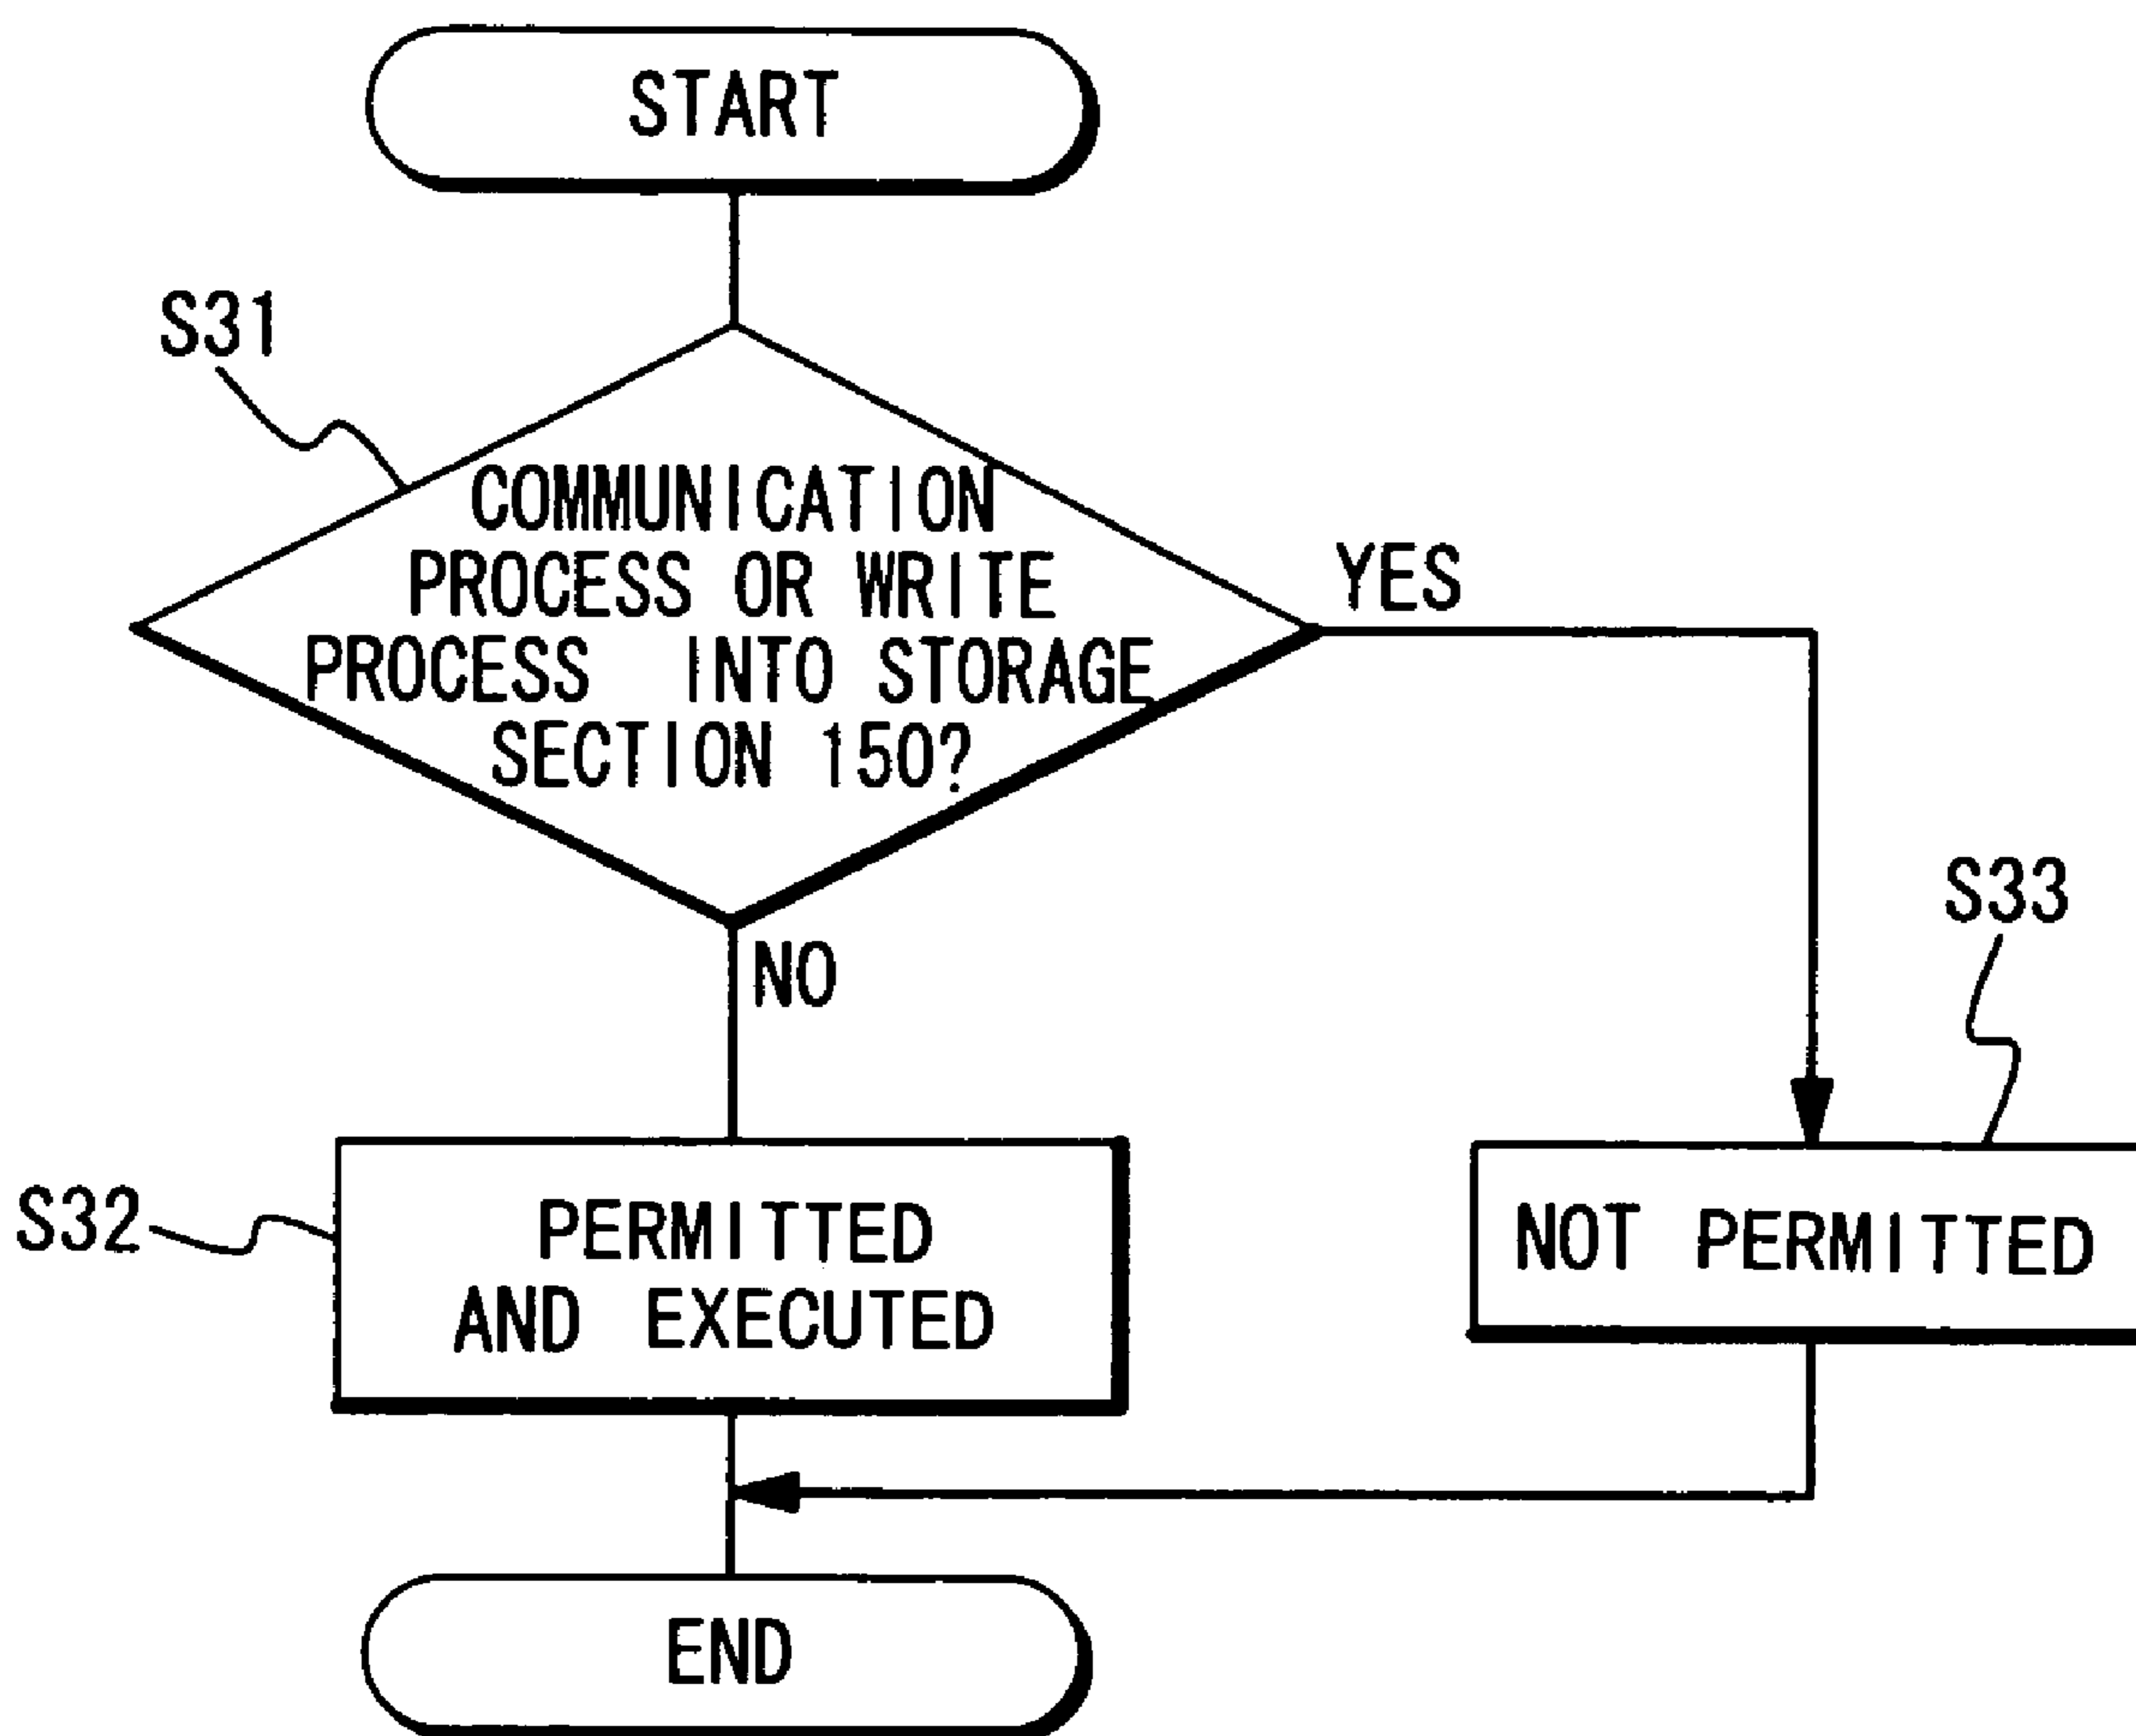 START
S31
COMMUNICATION
PROCESS OR WRITE
PROCESS INTO STORAGE
SECTION 150?
YES
NO
S33
S32
PERMITTED
AND EXECUTED
NOT PERMITTED
END